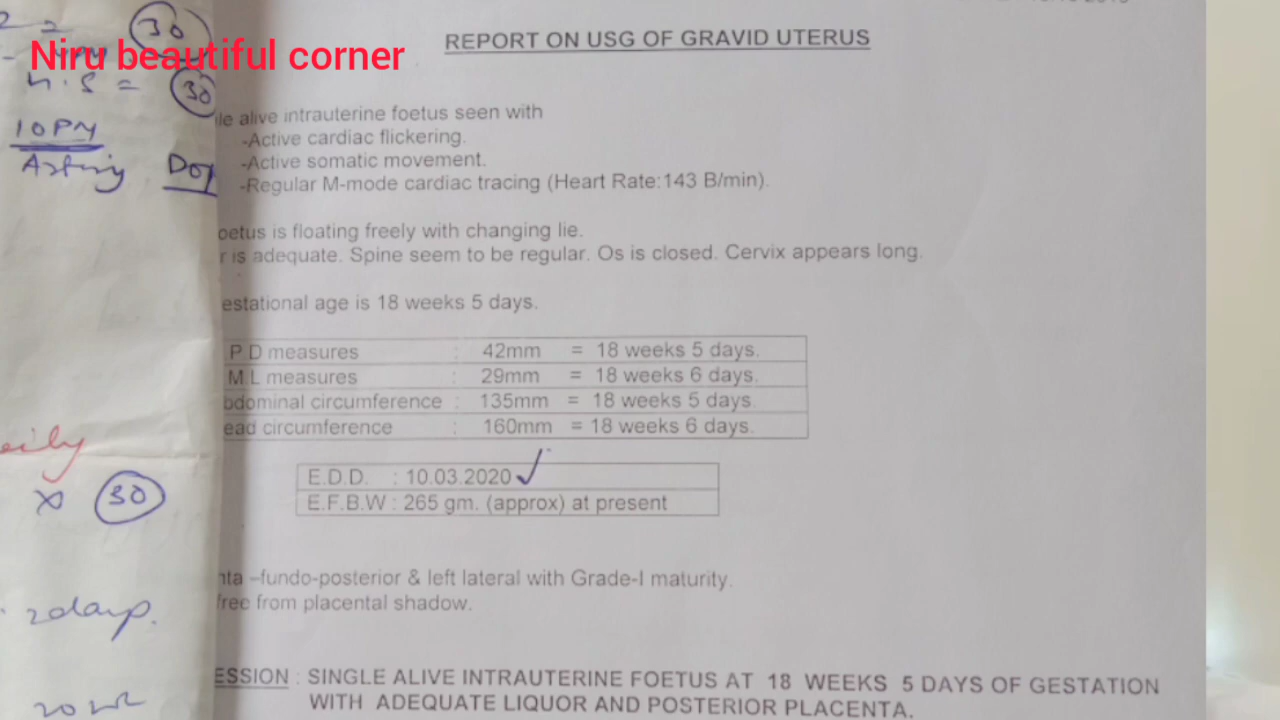 Niru beautiful corner
30
n.s = 30
10PM
x 30
2days.
REPORT ON USG OF GRAVID UTERUS
le alive intrauterine foetus seen with
-Active cardiac flickering.
-Active somatic movement.
-Regular M-mode cardiac tracing (Heart Rate:143 B/min).
oetus is floating freely with changing lie.
r is adequate. Spine seem to be regular. Os is closed. Cervix appears long.
estational age is 18 weeks 5 days.
P.D measures : 42mm = 18 weeks 5 days.
M.L measures : 29mm = 18 weeks 6 days.
bdominal circumference : 135mm = 18 weeks 5 days.
ead circumference : 160mm = 18 weeks 6 days.
E.D.D. : 10.03.2020
E.F.B.W : 265 gm. (approx) at present
nta –fundo-posterior & left lateral with Grade-I maturity.
free from placental shadow.
ESSION : SINGLE ALIVE INTRAUTERINE FOETUS AT 18 WEEKS 5 DAYS OF GESTATION
WITH ADEQUATE LIQUOR AND POSTERIOR PLACENTA.